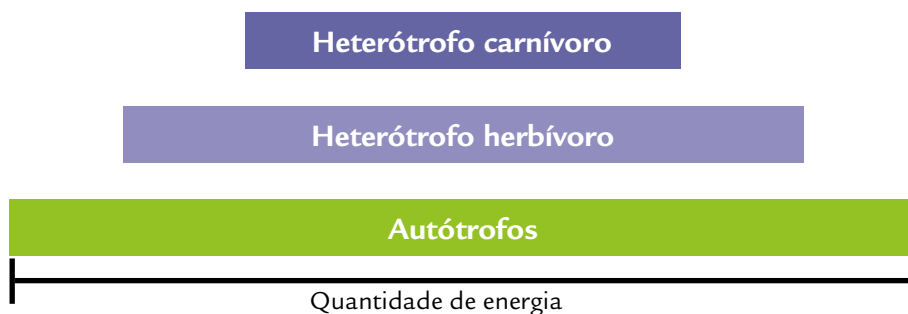 Heterótrofo carnívoro
Heterótrofo herbívoro
Autótrofos
Quantidade de energia